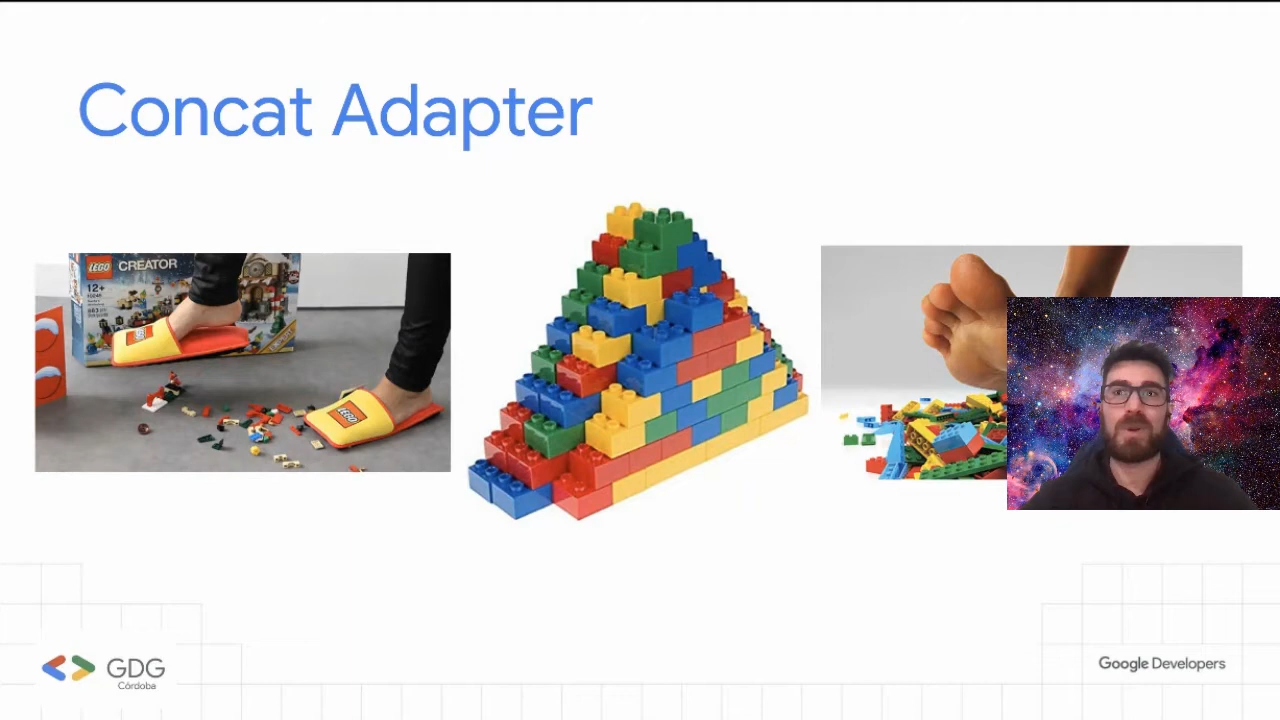 Concat Adapter
LEGO CREATOR
12+
LEGO
LEGO
GDG
Córdoba
Google Developers